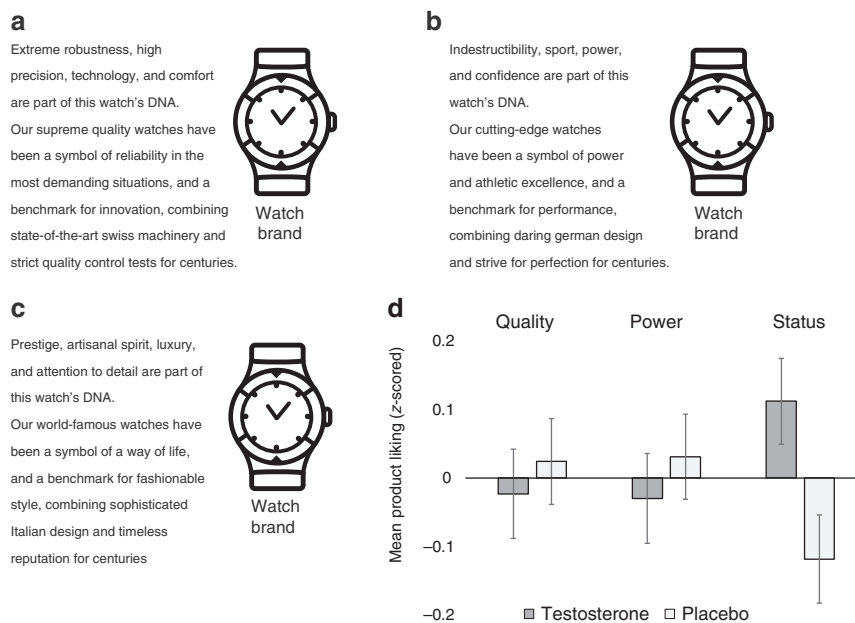 a
Extreme robustness, high
precision, technology, and comfort
are part of this watch's DNA.
Our supreme quality watches have
been a symbol of reliability in the
most demanding situations, and a
benchmark for innovation, combining
state-of-the-art swiss machinery and
strict quality control tests for centuries.
Watch
brand
b
Indestructibility, sport, power,
and confidence are part of this
watch's DNA.
Our cutting-edge watches
have been a symbol of power
and athletic excellence, and a
benchmark for performance,
combining daring german design
and strive for perfection for centuries.
Watch
brand
c
Prestige, artisanal spirit, luxury,
and attention to detail are part of
this watch's DNA.
Our world-famous watches have
been a symbol of a way of life,
and a benchmark for fashionable
style, combining sophisticated
Italian design and timeless
reputation for centuries
Watch
brand
d
Quality Power Status
Mean product liking (z-scored)
0.2
0.1
0
–0.1
–0.2
Testosterone Placebo